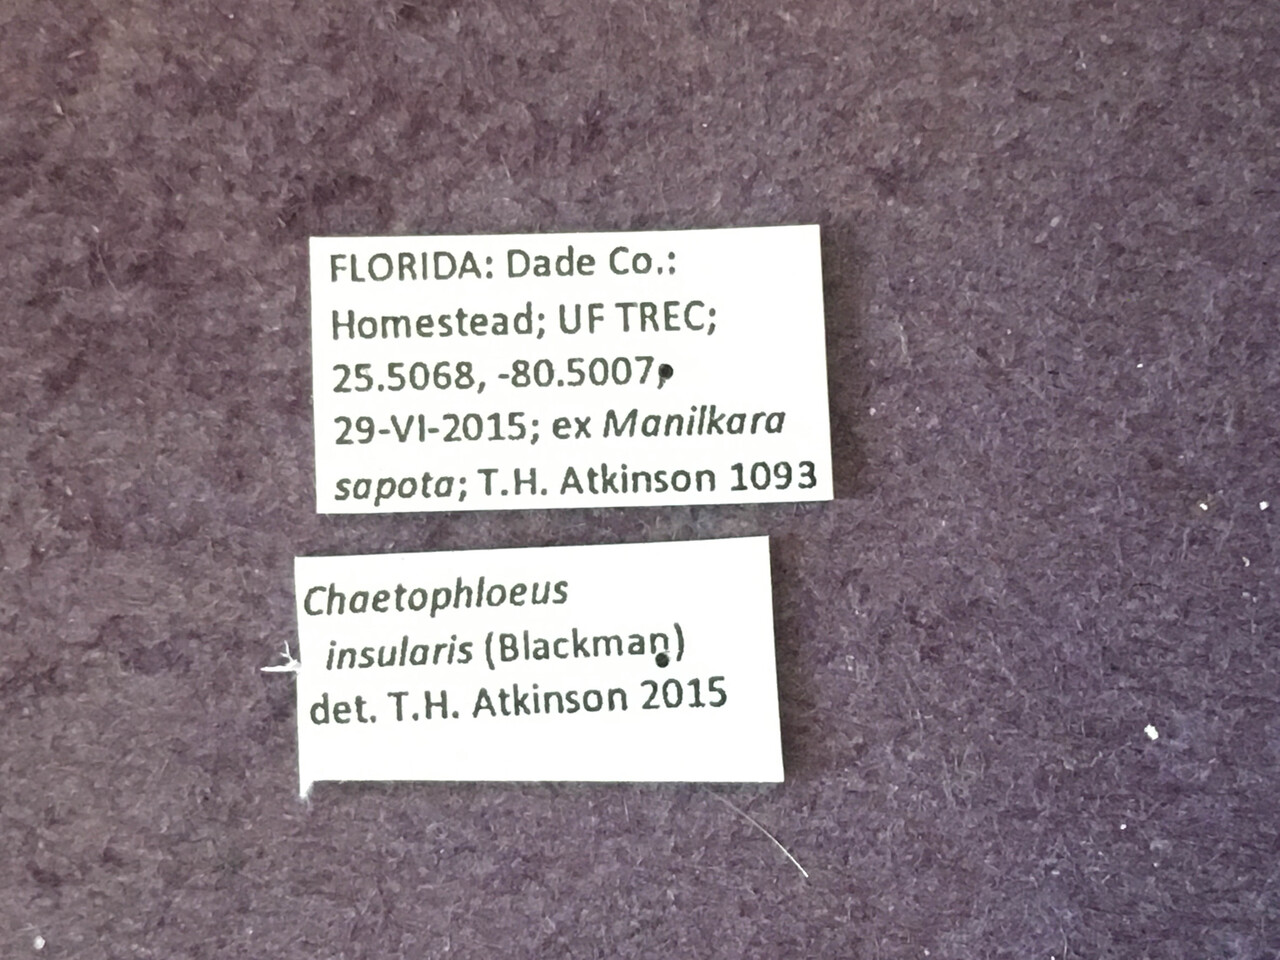 FLORIDA: Dade Co.:
Homestead; UF TREC;
25.5068, -80.5007;
29-VI-2015; ex Manilkara
sapota; T.H. Atkinson 1093
Chaetophloeus
insularis (Blackman)
det. T.H. Atkinson 2015